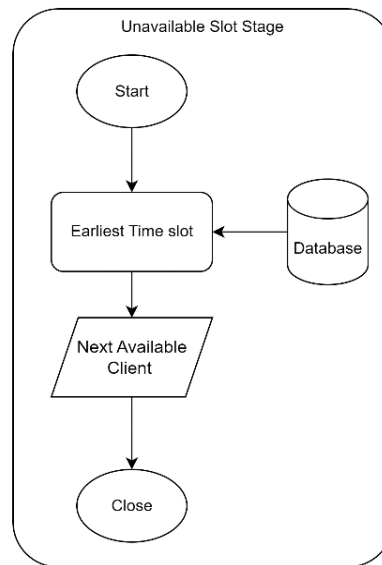 Unavailable Slot Stage
Start
Earliest Time slot
Database
Next Available
Client
Close